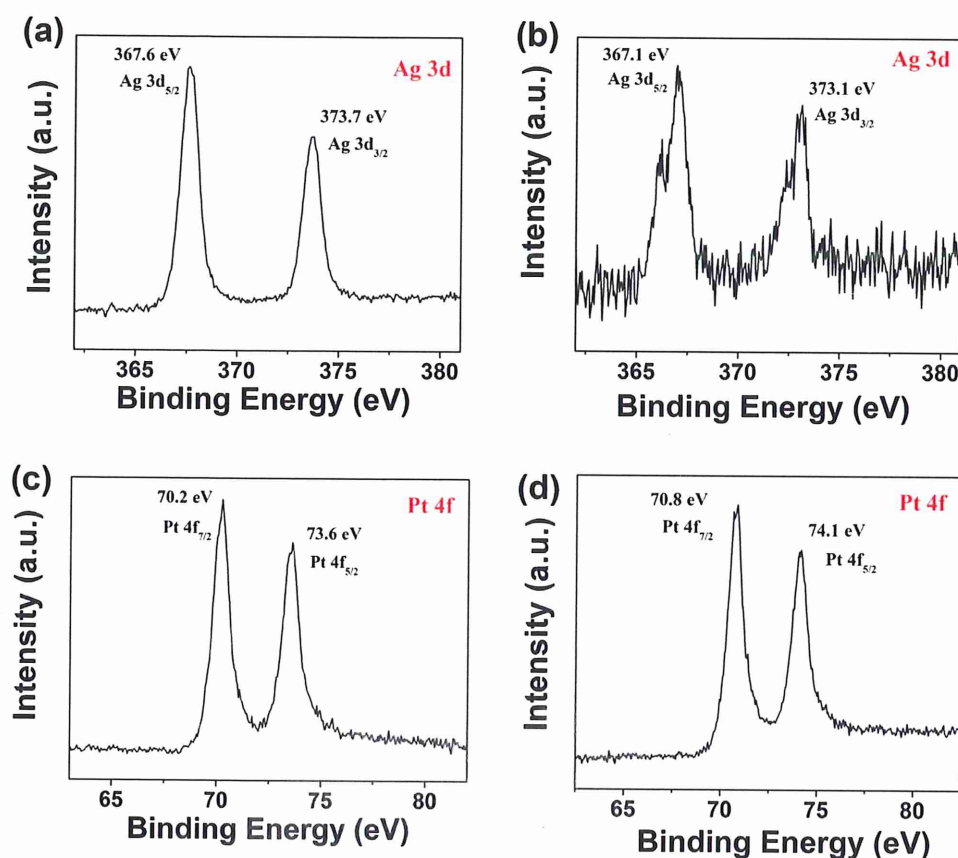 (a)
367.6 eV
Ag 3d5/2
373.7 eV
Ag 3d3/2
Ag 3d
Intensity (a.u.)
365 370 375 380
Binding Energy (eV)
(b)
367.1 eV
Ag 3d5/2
373.1 eV
Ag 3d3/2
Ag 3d
Intensity (a.u.)
365 370 375 380
Binding Energy (eV)
(c)
70.2 eV
Pt 4f7/2
73.6 eV
Pt 4f5/2
Pt 4f
Intensity (a.u.)
65 70 75 80
Binding Energy (eV)
(d)
70.8 eV
Pt 4f7/2
74.1 eV
Pt 4f5/2
Pt 4f
Intensity (a.u.)
65 70 75 80
Binding Energy (eV)